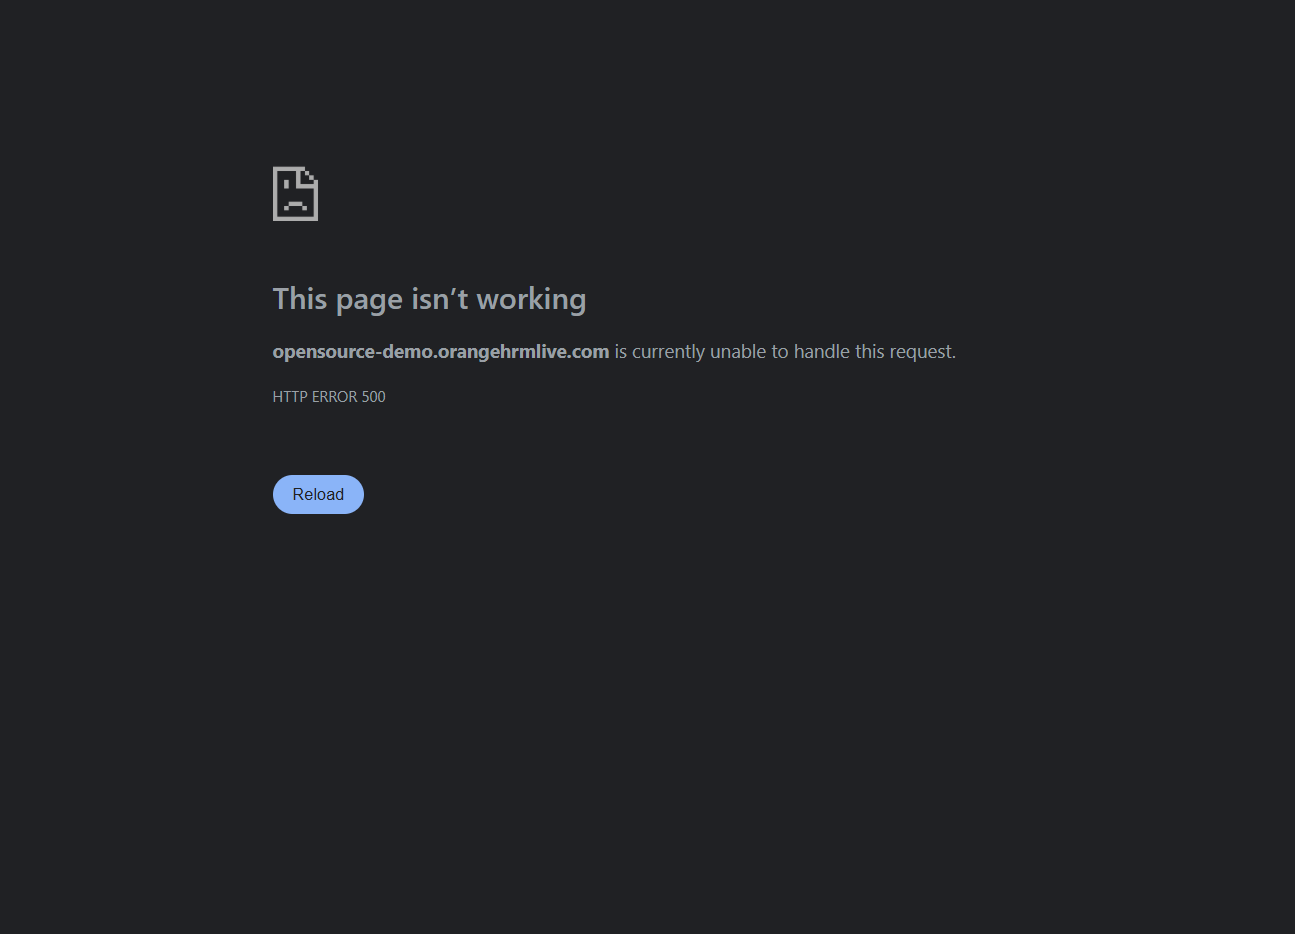 This page isn’t working
opensource-demo.orangehrmlive.com is currently unable to handle this request.
HTTP ERROR 500
Reload